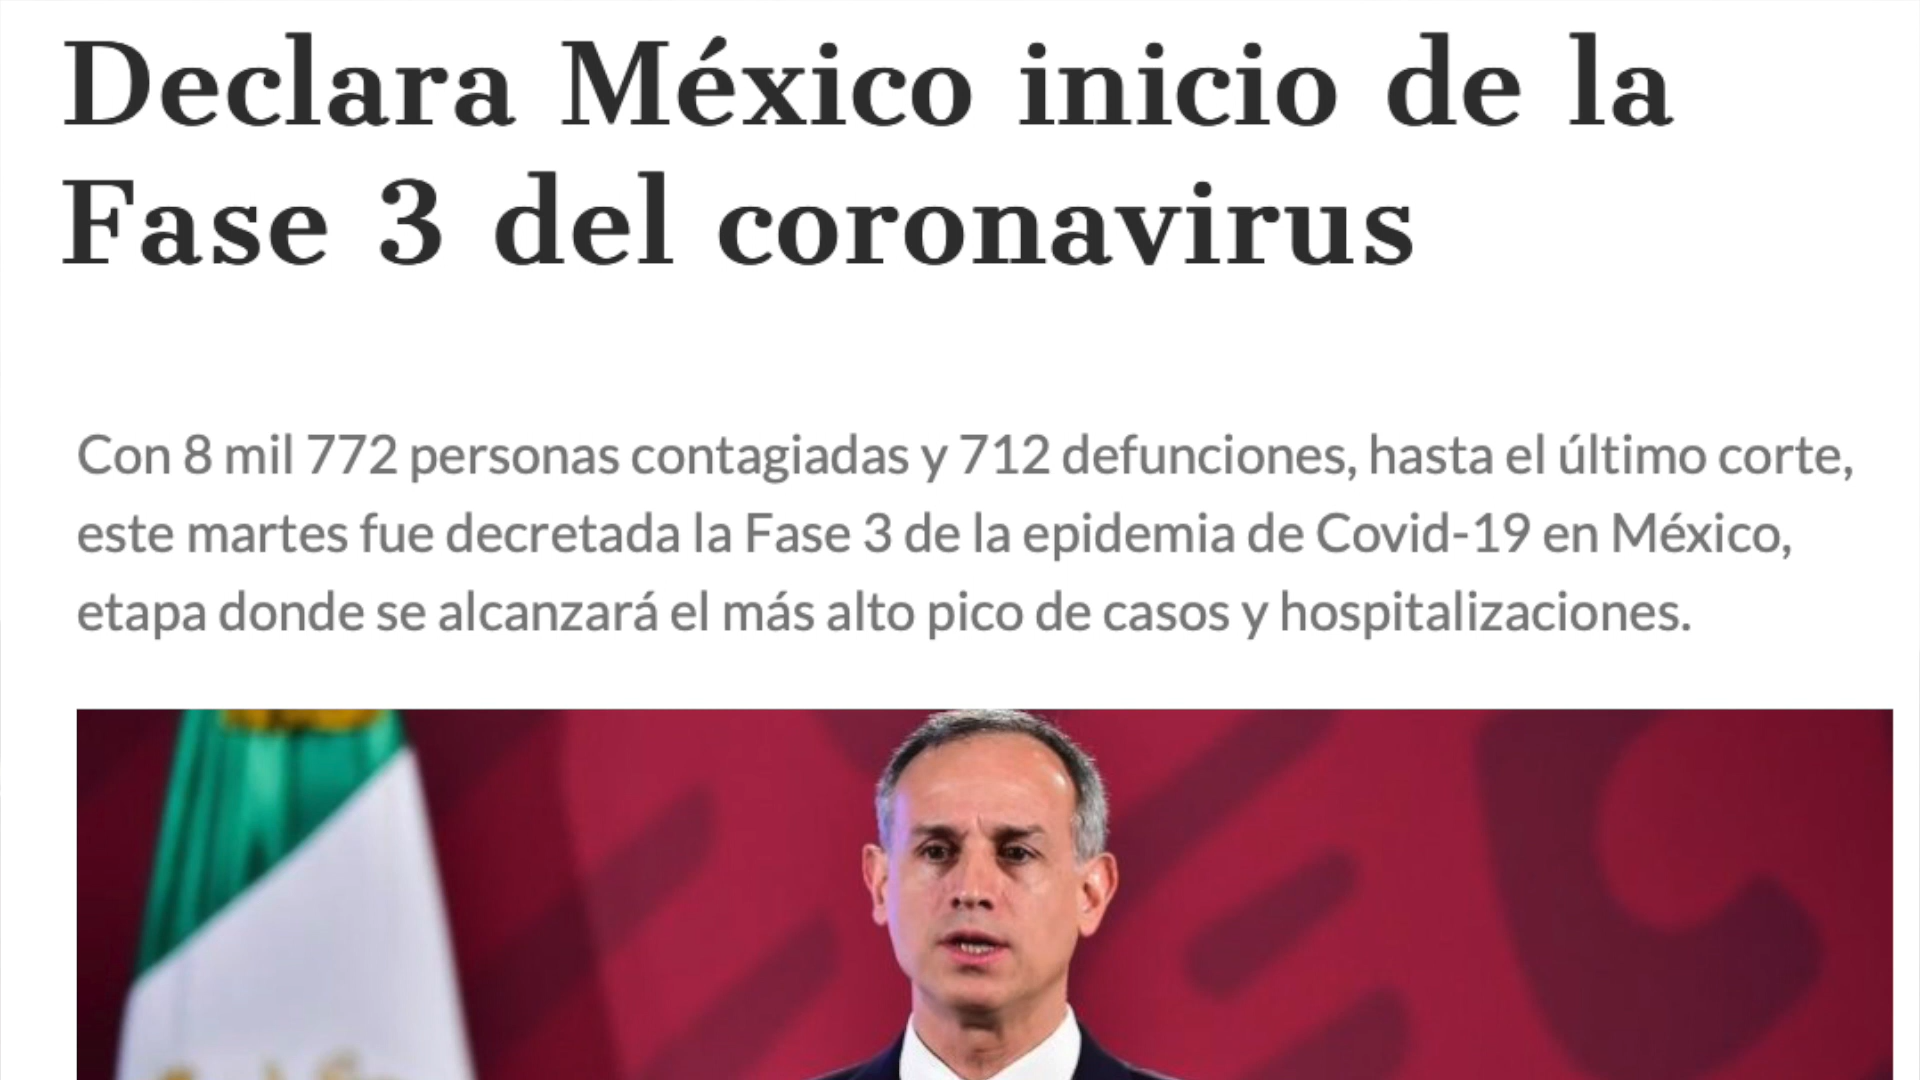 Declara México inicio de la
Fase 3 del coronavirus
Con 8 mil 772 personas contagiadas y 712 defunciones, hasta el último corte,
este martes fue decretada la Fase 3 de la epidemia de Covid-19 en México,
etapa donde se alcanzará el más alto pico de casos y hospitalizaciones.